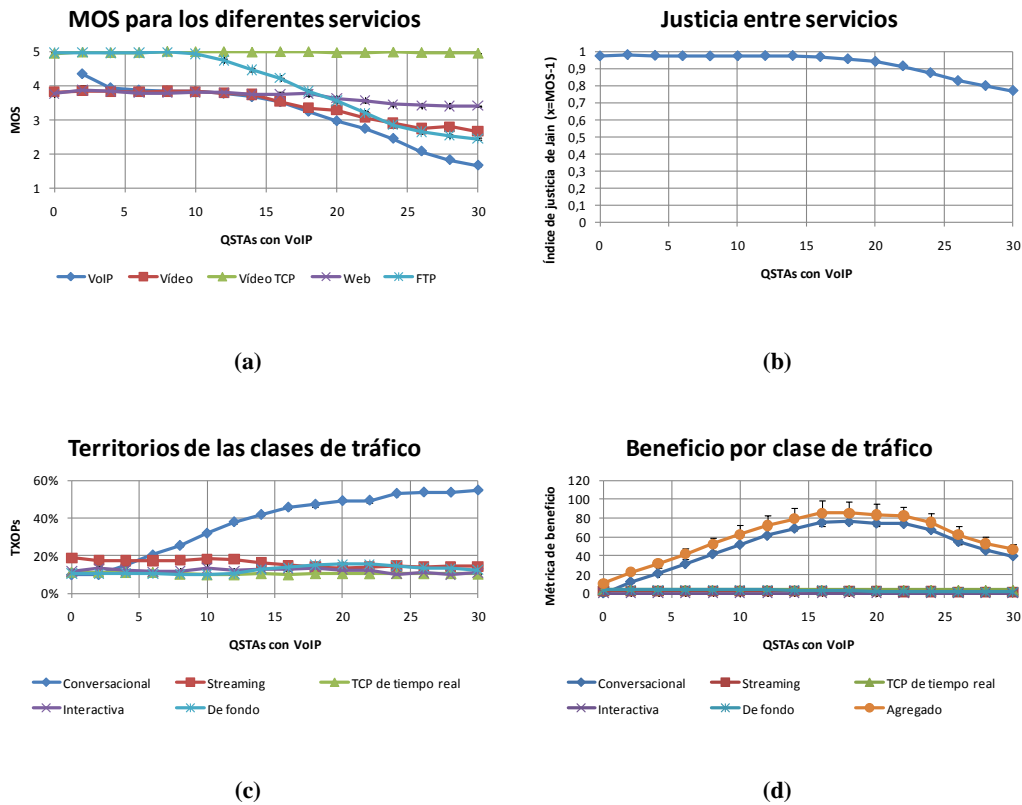 MOS para los diferentes servicios
5
4
3
2
1
MOS
0 5 10 15 20 25 30
QSTAs con VoIP
VoIP Vídeo Vídeo TCP Web FTP
(a)
Justicia entre servicios
1
0,9
0,8
0,7
0,6
0,5
0,4
0,3
0,2
0,1
0
Índice de justicia de Jain (x=MOS-1)
0 5 10 15 20 25 30
QSTAs con VoIP
(b)
Territorios de las clases de tráfico
60%
40%
20%
0%
TXOPs
0 5 10 15 20 25 30
QSTAs con VoIP
Conversacional Streaming TCP de tiempo real
Interactiva De fondo
(c)
Beneficio por clase de tráfico
120
100
80
60
40
20
0
Métrica de beneficio
0 5 10 15 20 25 30
QSTAs con VoIP
Conversacional Streaming TCP de tiempo real
Interactiva De fondo Agregado
(d)